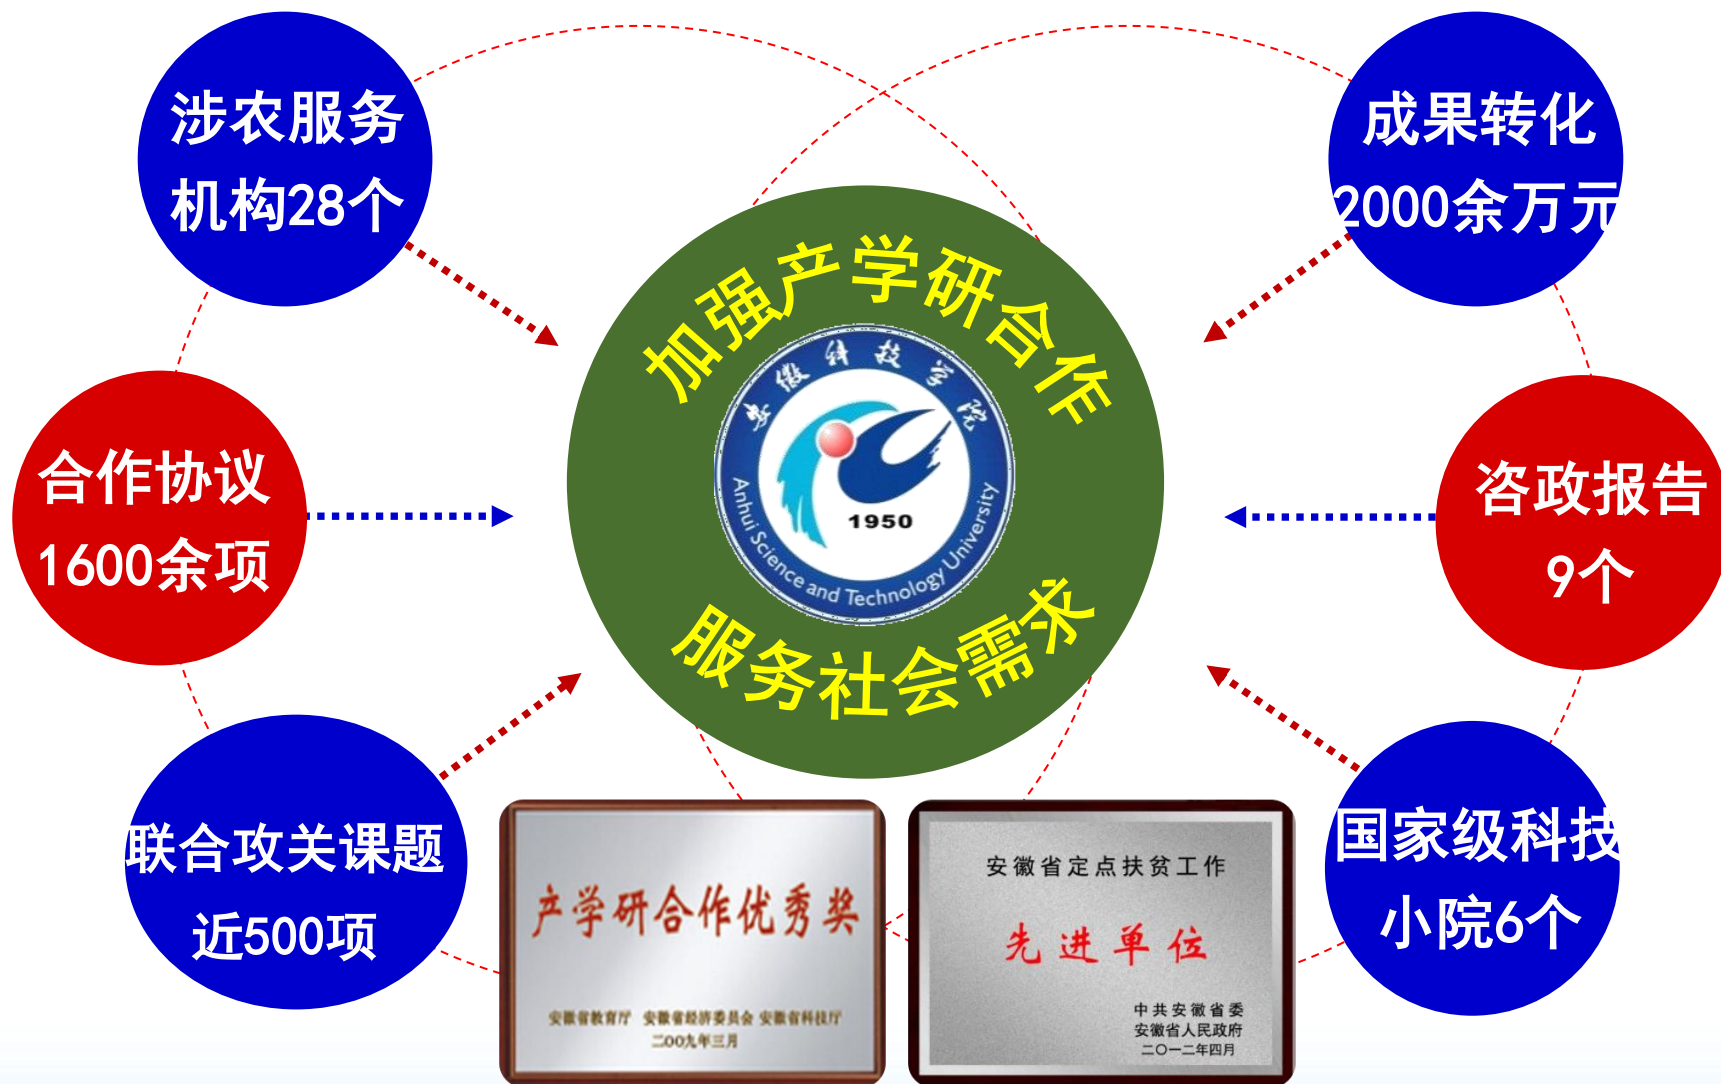 涉农服务
机构28个
成果转化
2000余万元
加强产学研合作
安徽科技学院
1950
Anhui Science and Technology University
服务社会需求
合作协议
1600余项
咨政报告
9个
联合攻关课题
近500项
国家级科技
小院6个
产学研合作优秀奖
安徽省教育厅 安徽省经济委员会 安徽省科技厅
二00九年三月
安徽省定点扶贫工作
先进单位
中共安徽省委
安徽省人民政府
二〇一二年四月